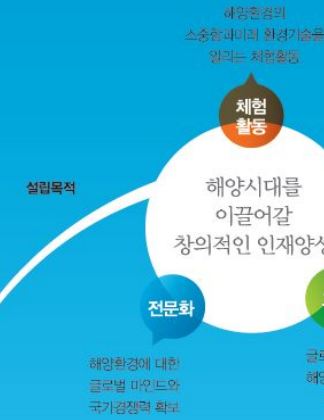 해양환경의
소중함과미래 환경기술을
알리는 체험활동
체험
활동
설립목적
해양시대를
이끌어갈
창의적인 인재양성
전문화
해양환경에 대한
글로벌 마인드와
국가경쟁력 확보